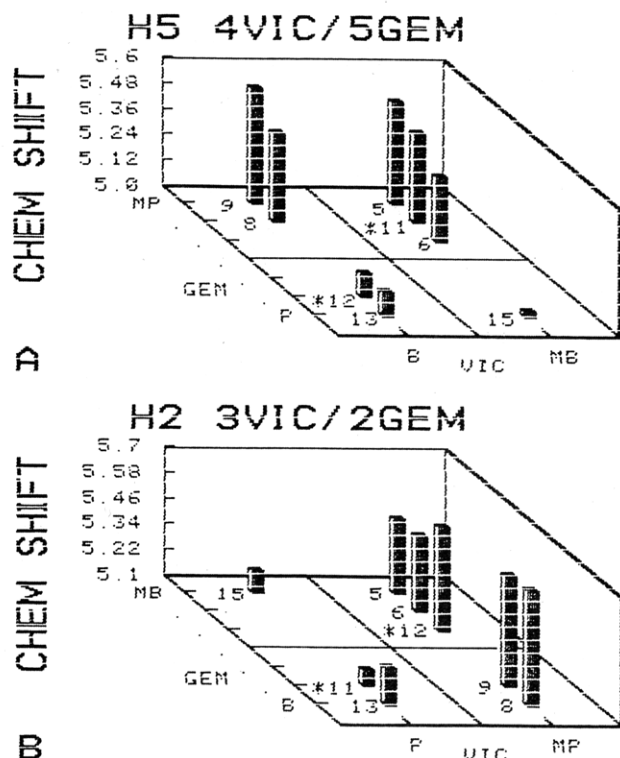 H5 4VIC/5GEM
CHEM SHIFT
5.6
5.48
5.36
5.24
5.12
5.0
MP
9
8
5
*11
6
GEM
*12
P
13
15
B
VIC
MB
A
H2 3VIC/2GEM
CHEM SHIFT
5.7
5.58
5.46
5.34
5.22
5.1
MB
15
5
6
*12
GEM
*11
9
B
13
8
P
VIC
MP
B